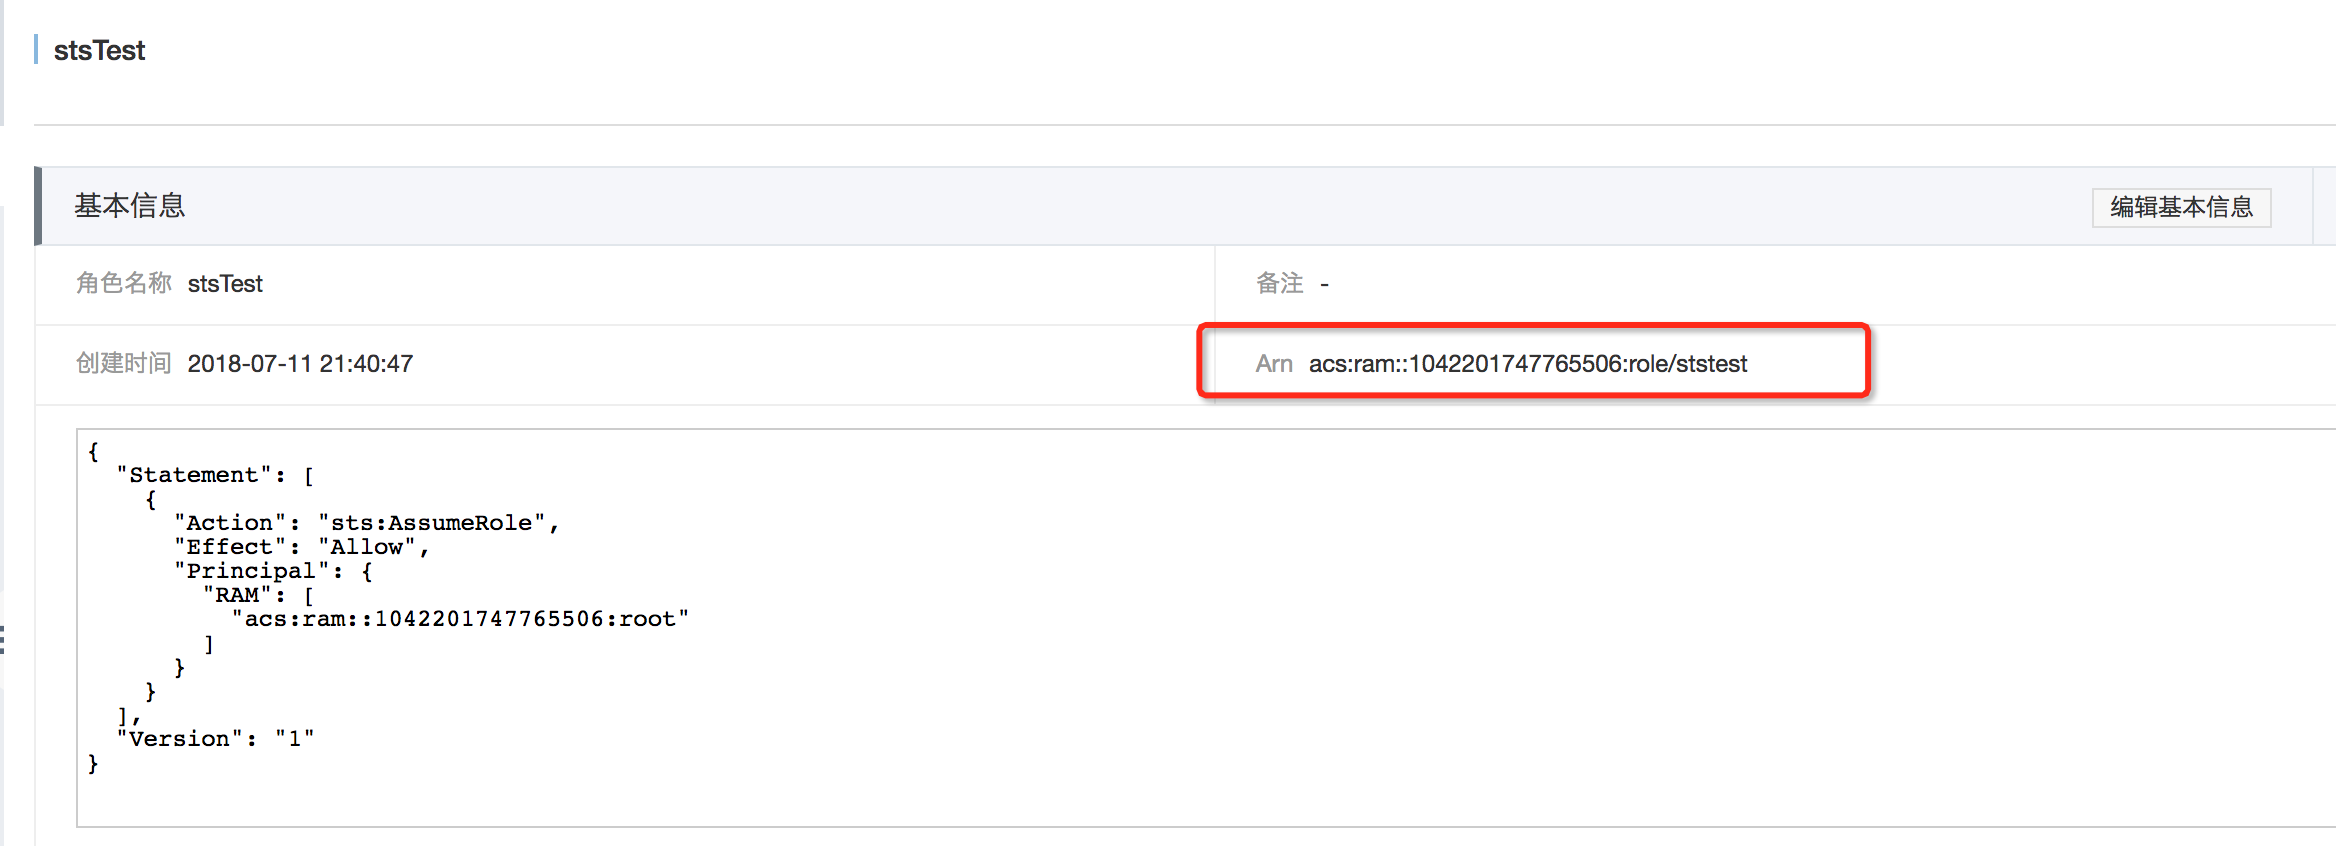 stsTest
基本信息 编辑基本信息
角色名称 stsTest 备注 -
创建时间 2018-07-11 21:40:47 Arn acs:ram::1042201747765506:role/ststest
{
  "Statement": [
    {
      "Action": "sts:AssumeRole",
      "Effect": "Allow",
      "Principal": {
        "RAM": [
          "acs:ram::1042201747765506:root"
        ]
      }
    }
  ],
  "Version": "1"
}